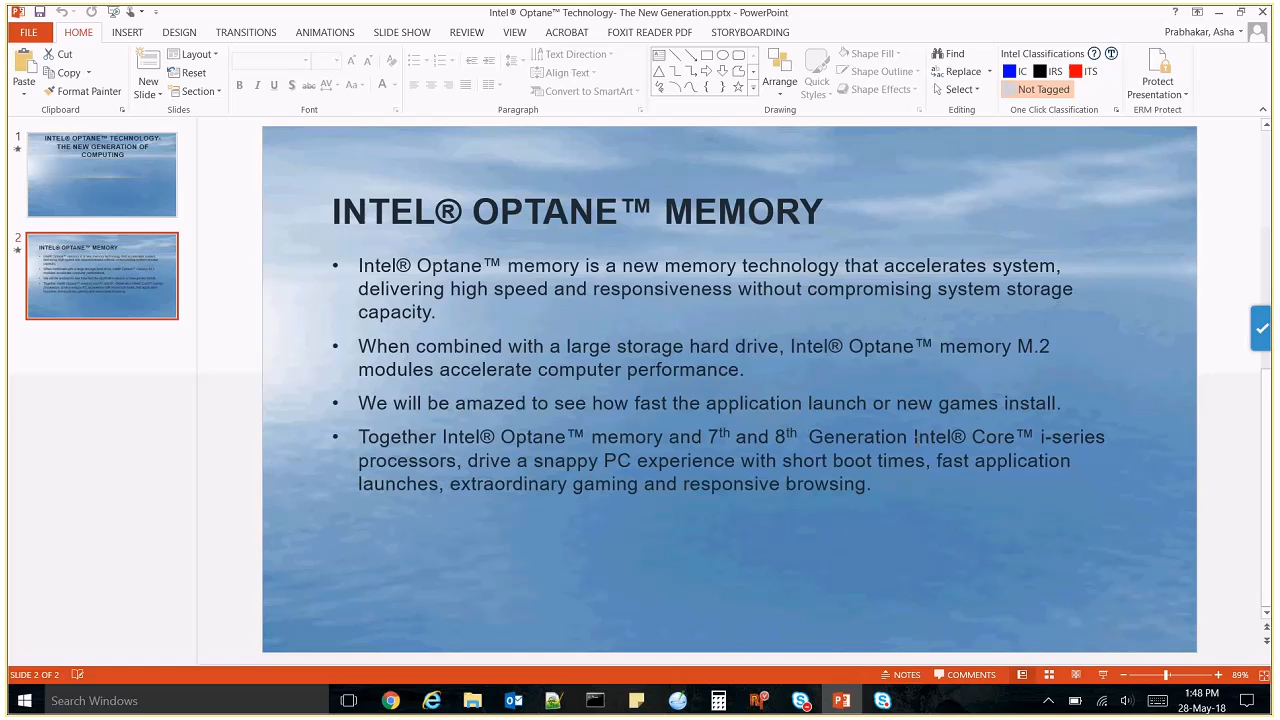 Intel® Optane™ Technology- The New Generation.pptx - PowerPoint
FILE HOME INSERT DESIGN TRANSITIONS ANIMATIONS SLIDE SHOW REVIEW VIEW ACROBAT FOXIT READER PDF STORYBOARDING Prabhakar, Asha
Paste
Cut
Copy
Format Painter
Clipboard
New Slide
Layout
Reset
Section
Slides
B I U S abc AV Aa A
Font
Text Direction
Align Text
Convert to SmartArt
Paragraph
Arrange
Quick Styles
Shape Fill
Shape Outline
Shape Effects
Drawing
Find
Replace
Select
Editing
Intel Classifications
IC IRS ITS
Not Tagged
One Click Classification
Protect Presentation
ERM Protect
1
INTEL® OPTANE™ TECHNOLOGY-
THE NEW GENERATION OF
COMPUTING
2
INTEL® OPTANE™ MEMORY
INTEL® OPTANE™ MEMORY
• Intel® Optane™ memory is a new memory technology that accelerates system,
delivering high speed and responsiveness without compromising system storage
capacity.
• When combined with a large storage hard drive, Intel® Optane™ memory M.2
modules accelerate computer performance.
• We will be amazed to see how fast the application launch or new games install.
• Together Intel® Optane™ memory and 7th and 8th Generation Intel® Core™ i-series
processors, drive a snappy PC experience with short boot times, fast application
launches, extraordinary gaming and responsive browsing.
SLIDE 2 OF 2 NOTES COMMENTS 89%
Search Windows
1:48 PM
28-May-18